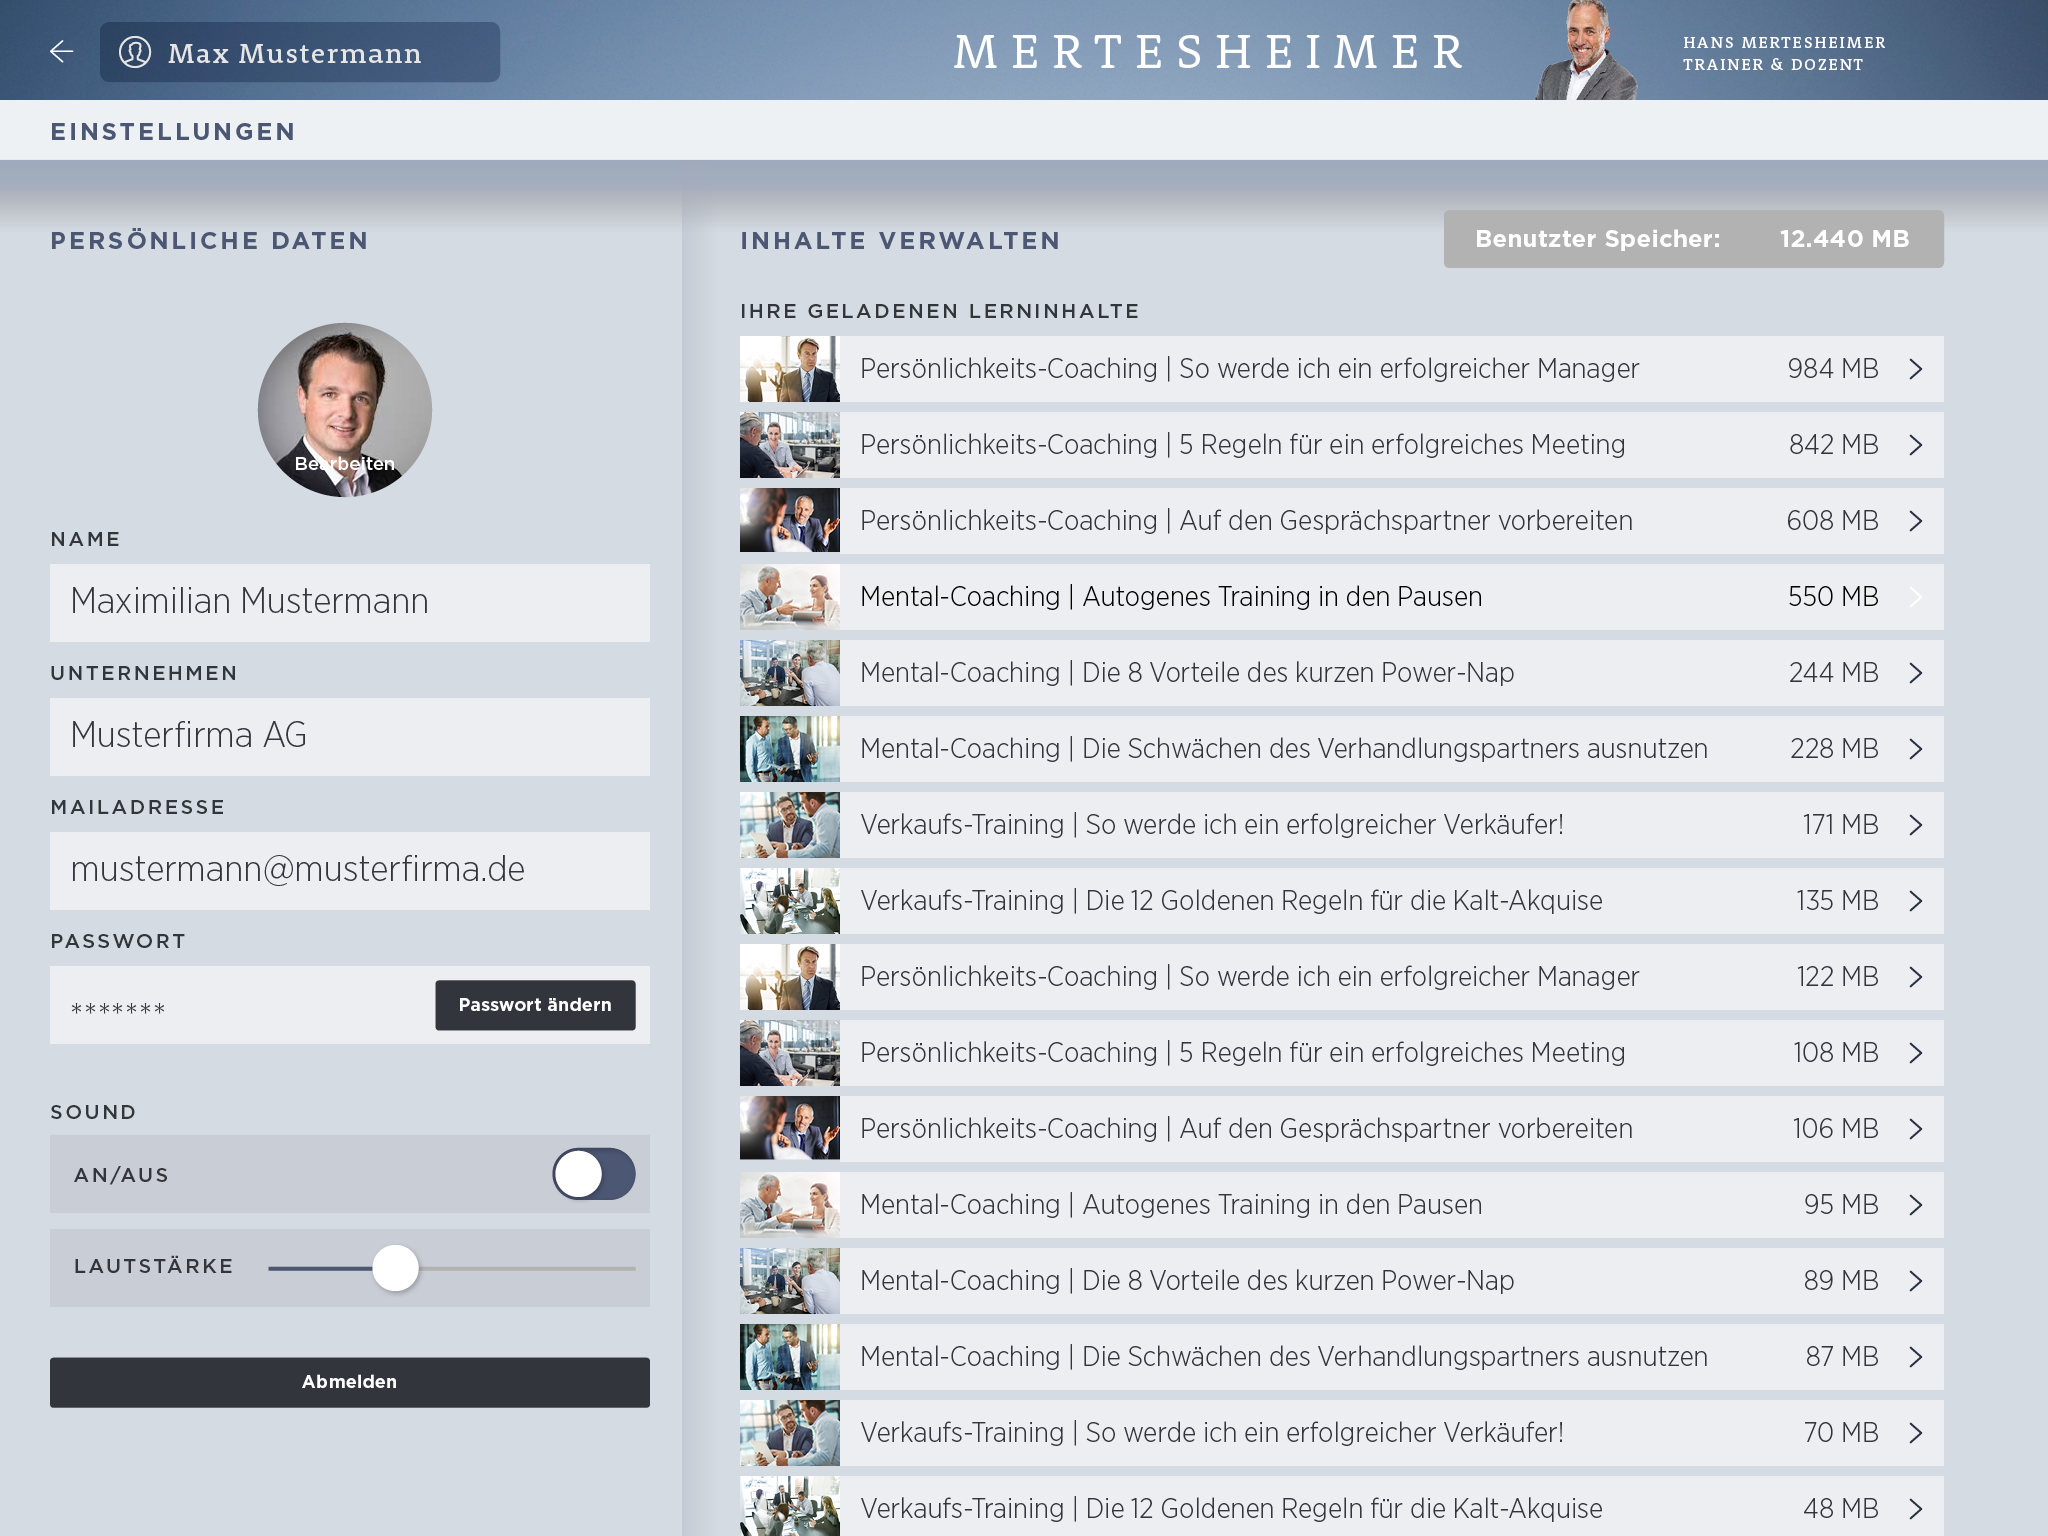 Max Mustermann
MERTESHEIMER
HANS MERTESHEIMER
TRAINER & DOZENT
EINSTELLUNGEN
PERSÖNLICHE DATEN
Bearbeiten
NAME
Maximilian Mustermann
UNTERNEHMEN
Musterfirma AG
MAILADRESSE
mustermann@musterfirma.de
PASSWORT
*******
Passwort ändern
SOUND
AN/AUS
LAUTSTÄRKE
Abmelden
INHALTE VERWALTEN
Benutzter Speicher: 12.440 MB
IHRE GELADENEN LERNINHALTE
Persönlichkeits-Coaching | So werde ich ein erfolgreicher Manager 984 MB
Persönlichkeits-Coaching | 5 Regeln für ein erfolgreiches Meeting 842 MB
Persönlichkeits-Coaching | Auf den Gesprächspartner vorbereiten 608 MB
Mental-Coaching | Autogenes Training in den Pausen 550 MB
Mental-Coaching | Die 8 Vorteile des kurzen Power-Nap 244 MB
Mental-Coaching | Die Schwächen des Verhandlungspartners ausnutzen 228 MB
Verkaufs-Training | So werde ich ein erfolgreicher Verkäufer! 171 MB
Verkaufs-Training | Die 12 Goldenen Regeln für die Kalt-Akquise 135 MB
Persönlichkeits-Coaching | So werde ich ein erfolgreicher Manager 122 MB
Persönlichkeits-Coaching | 5 Regeln für ein erfolgreiches Meeting 108 MB
Persönlichkeits-Coaching | Auf den Gesprächspartner vorbereiten 106 MB
Mental-Coaching | Autogenes Training in den Pausen 95 MB
Mental-Coaching | Die 8 Vorteile des kurzen Power-Nap 89 MB
Mental-Coaching | Die Schwächen des Verhandlungspartners ausnutzen 87 MB
Verkaufs-Training | So werde ich ein erfolgreicher Verkäufer! 70 MB
Verkaufs-Training | Die 12 Goldenen Regeln für die Kalt-Akquise 48 MB